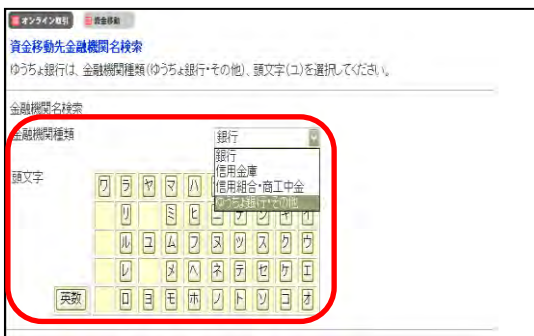 オンライン取引 資金移動
資金移動先金融機関名検索
ゆうちょ銀行は、金融機関種類(ゆうちょ銀行・その他)、頭文字(ユ)を選択してください。
金融機関名検索
金融機関種類 銀行
銀行
信用金庫
信用組合・商工中金
ゆうちょ銀行・その他
頭文字 ワ ラ ヤ マ ハ
リ ミ ヒ ニ チ シ キ イ
ル ユ ム フ ヌ ツ ス ク ウ
レ メ ヘ ネ テ セ ケ エ
英数 ロ ヨ モ ホ ノ ト ソ コ オ